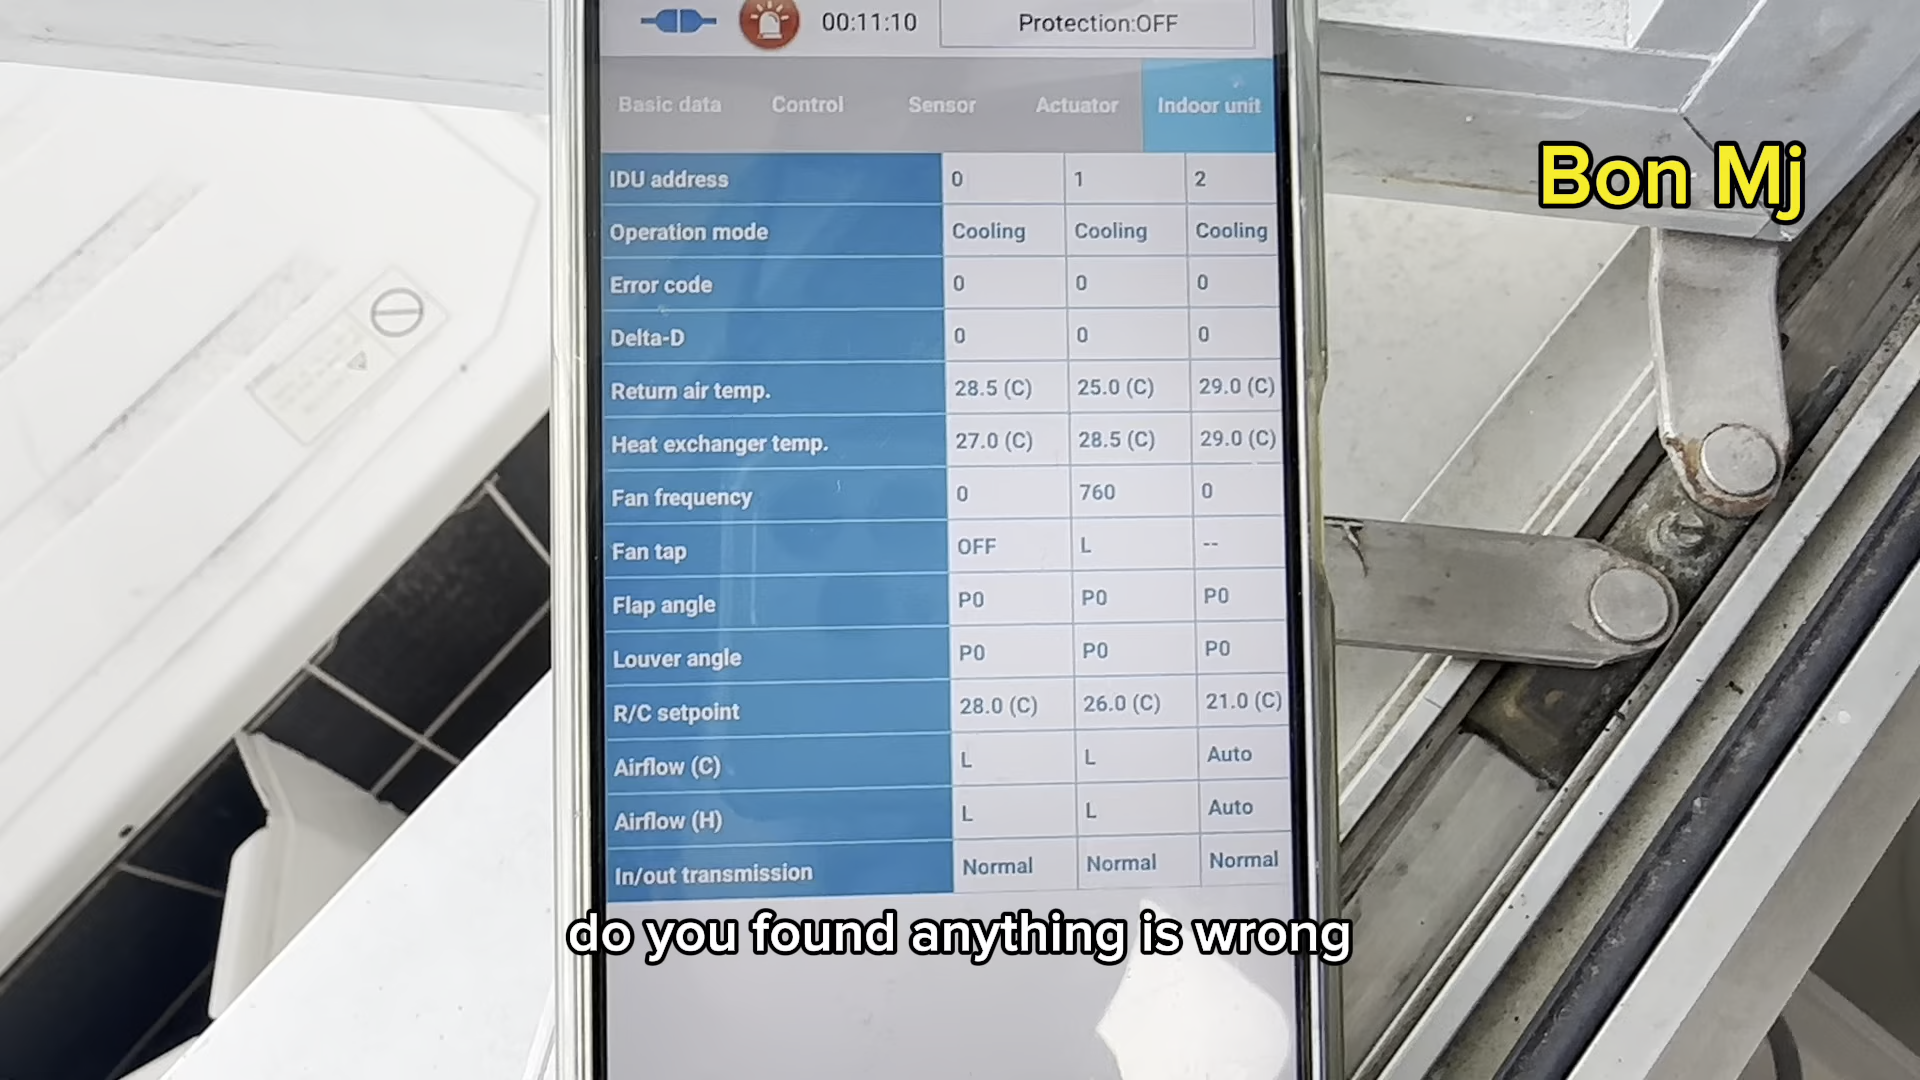 00:11:10 Protection:OFF
Basic data Control Sensor Actuator Indoor unit
Bon Mj
IDU address 0 1 2
Operation mode Cooling Cooling Cooling
Error code 0 0 0
Delta-D 0 0 0
Return air temp. 28.5 (C) 25.0 (C) 29.0 (C)
Heat exchanger temp. 27.0 (C) 28.5 (C) 29.0 (C)
Fan frequency 0 760 0
Fan tap OFF L --
Flap angle P0 P0 P0
Louver angle P0 P0 P0
R/C setpoint 28.0 (C) 26.0 (C) 21.0 (C)
Airflow (C) L L Auto
Airflow (H) L L Auto
In/out transmission Normal Normal Normal
do you found anything is wrong